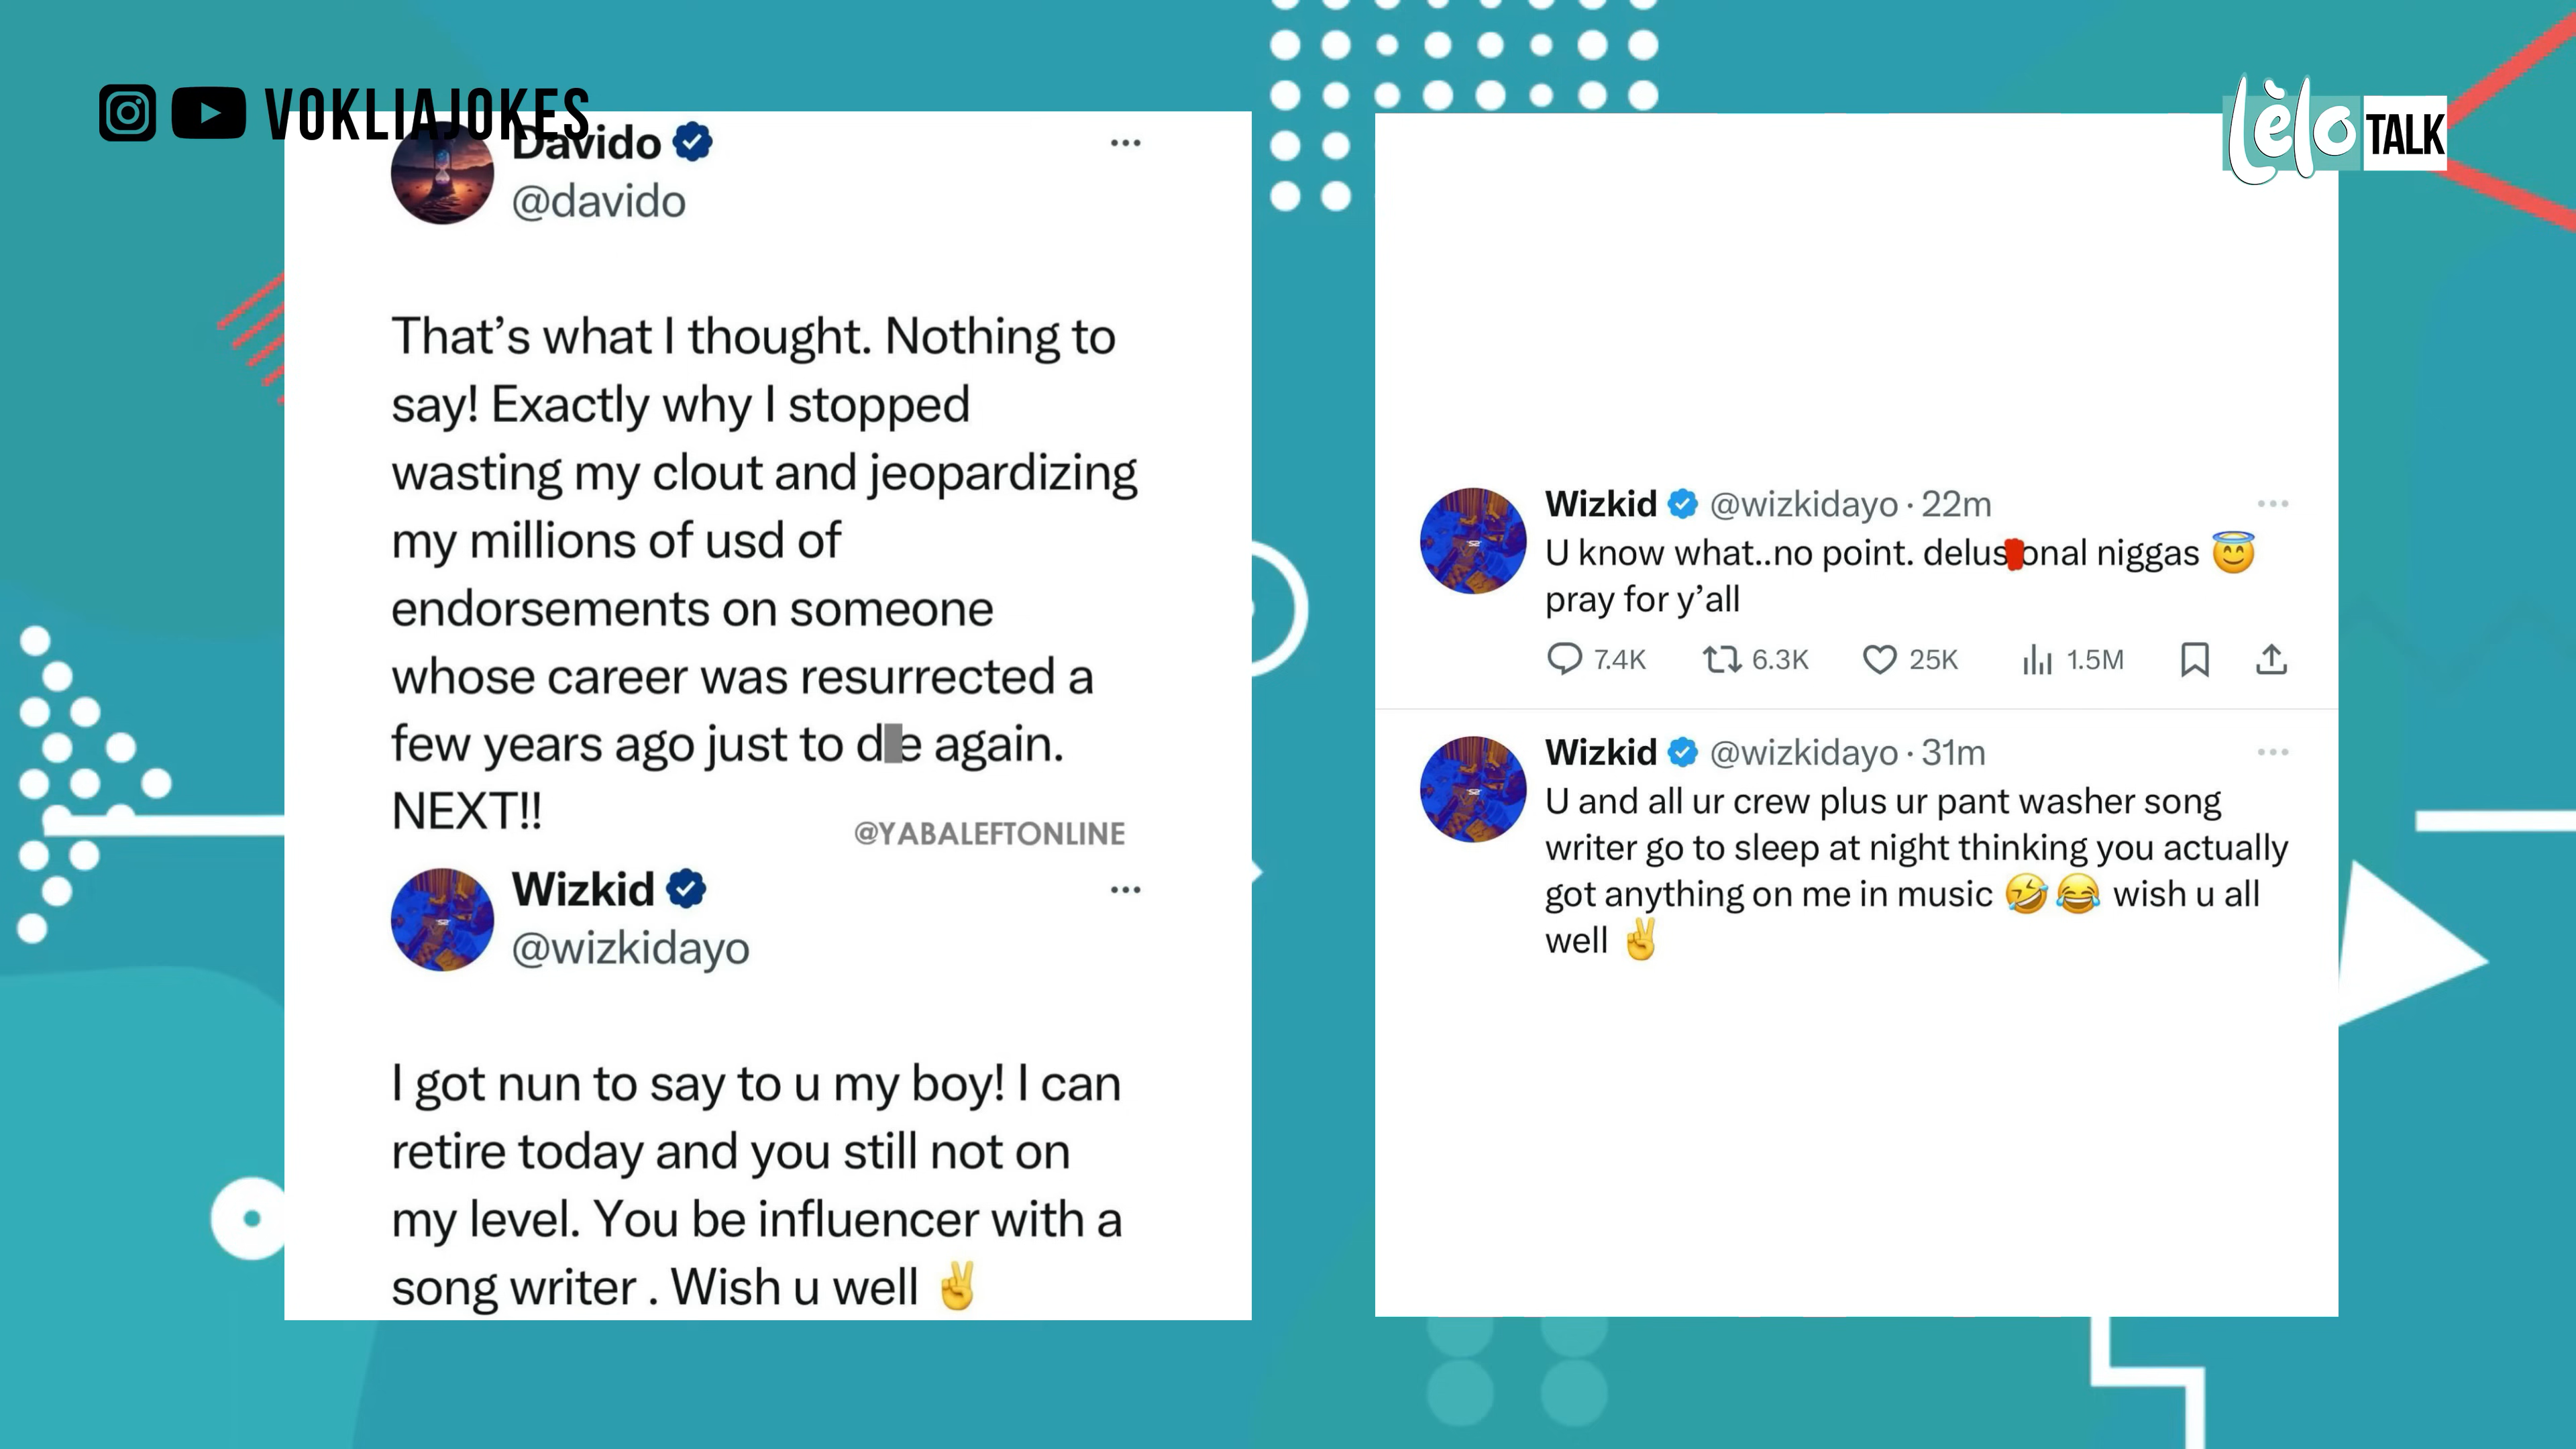 VOKLIAJOKES
Lèlo TALK
Davido
@davido
That’s what I thought. Nothing to
say! Exactly why I stopped
wasting my clout and jeopardizing
my millions of usd of
endorsements on someone
whose career was resurrected a
few years ago just to d e again.
NEXT!!
@YABALEFTONLINE
Wizkid
@wizkidayo
I got nun to say to u my boy! I can
retire today and you still not on
my level. You be influencer with a
song writer . Wish u well ✌️
Wizkid @wizkidayo · 22m
U know what..no point. delus onal niggas 😇
pray for y’all
7.4K 6.3K 25K 1.5M
Wizkid @wizkidayo · 31m
U and all ur crew plus ur pant washer song
writer go to sleep at night thinking you actually
got anything on me in music 🤣😂 wish u all
well ✌️